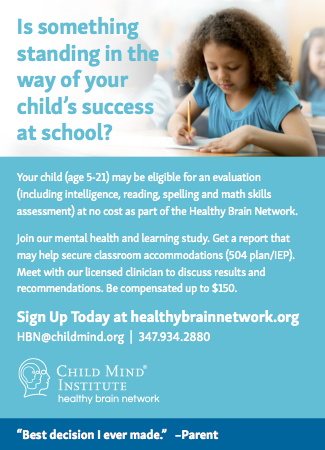 Is something
standing in the
way of your
child's success
at school?
Your child (age 5-21) may be eligible for an evaluation
(including intelligence, reading, spelling and math skills
assessment) at no cost as part of the Healthy Brain Network.
Join our mental health and learning study. Get a report that
may help secure classroom accommodations (504 plan/IEP).
Meet with our licensed clinician to discuss results and
recommendations. Be compensated up to $150.
Sign Up Today at healthybrainnetwork.org
HBN@childmind.org | 347.934.2880
CHILD MIND®
INSTITUTE
healthy brain network
“Best decision I ever made.” –Parent